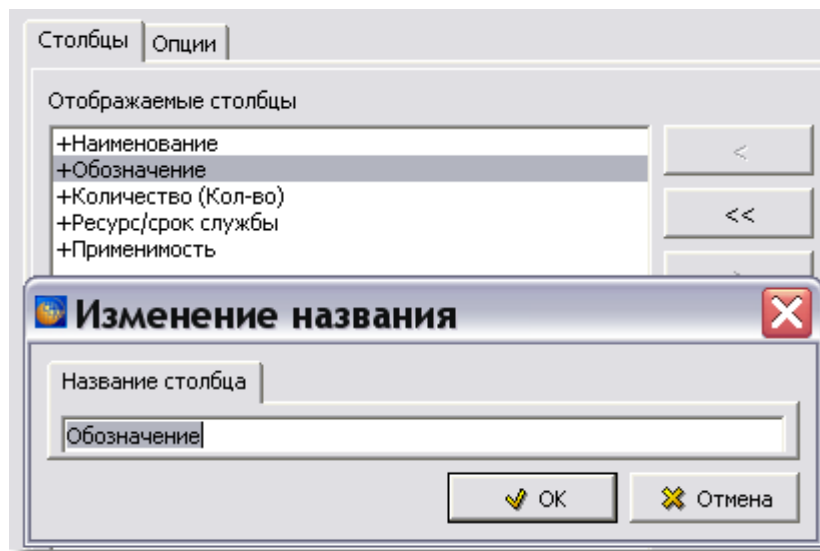 Столбцы Опции
Отображаемые столбцы
+Наименование
+Обозначение
+Количество (Кол-во)
+Ресурс/срок службы
+Применимость
<
<<
Изменение названия
Название столбца
Обозначение
OK Отмена